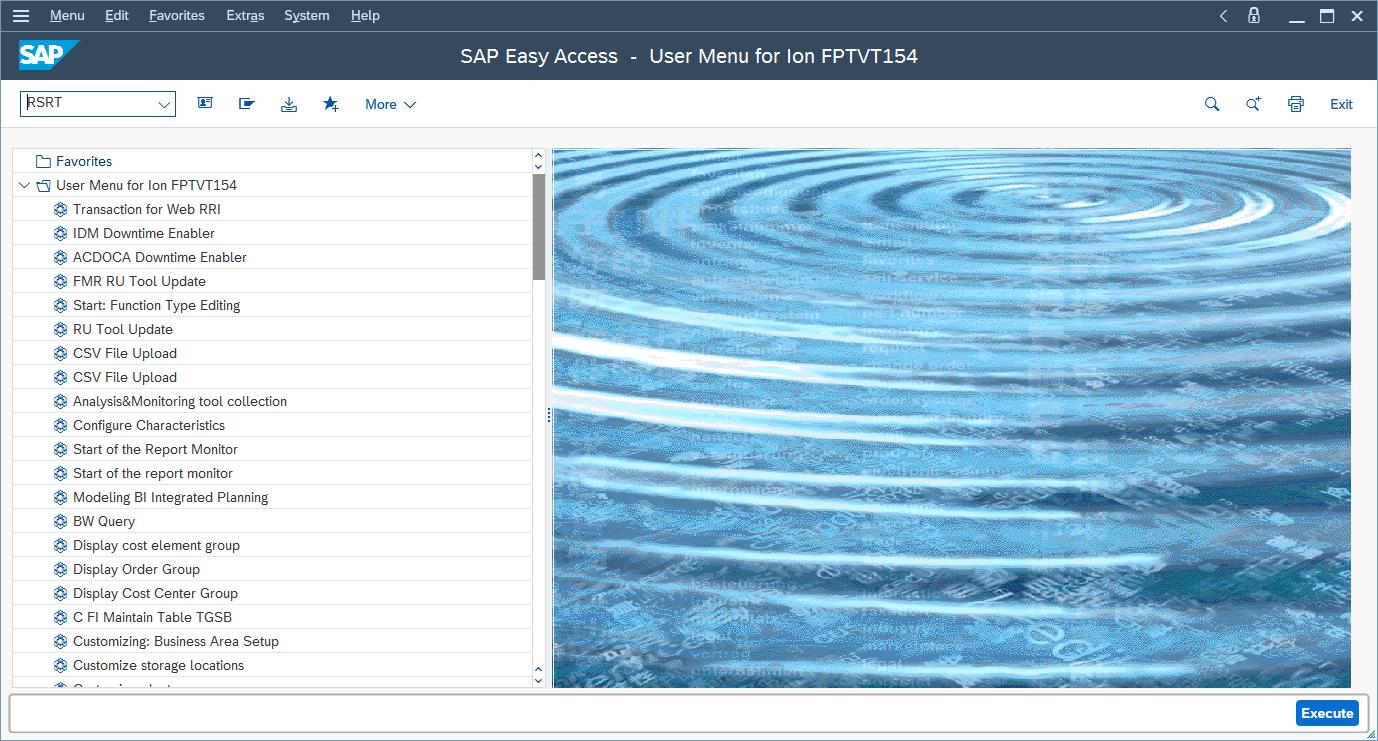 Menu Edit Favorites Extras System Help
SAP SAP Easy Access - User Menu for Ion FPTVT154
RSRT More Exit
Favorites
User Menu for Ion FPTVT154
Transaction for Web RRI
IDM Downtime Enabler
ACDOCA Downtime Enabler
FMR RU Tool Update
Start: Function Type Editing
RU Tool Update
CSV File Upload
CSV File Upload
Analysis&Monitoring tool collection
Configure Characteristics
Start of the Report Monitor
Start of the report monitor
Modeling BI Integrated Planning
BW Query
Display cost element group
Display Order Group
Display Cost Center Group
C FI Maintain Table TGSB
Customizing: Business Area Setup
Customize storage locations
Execute